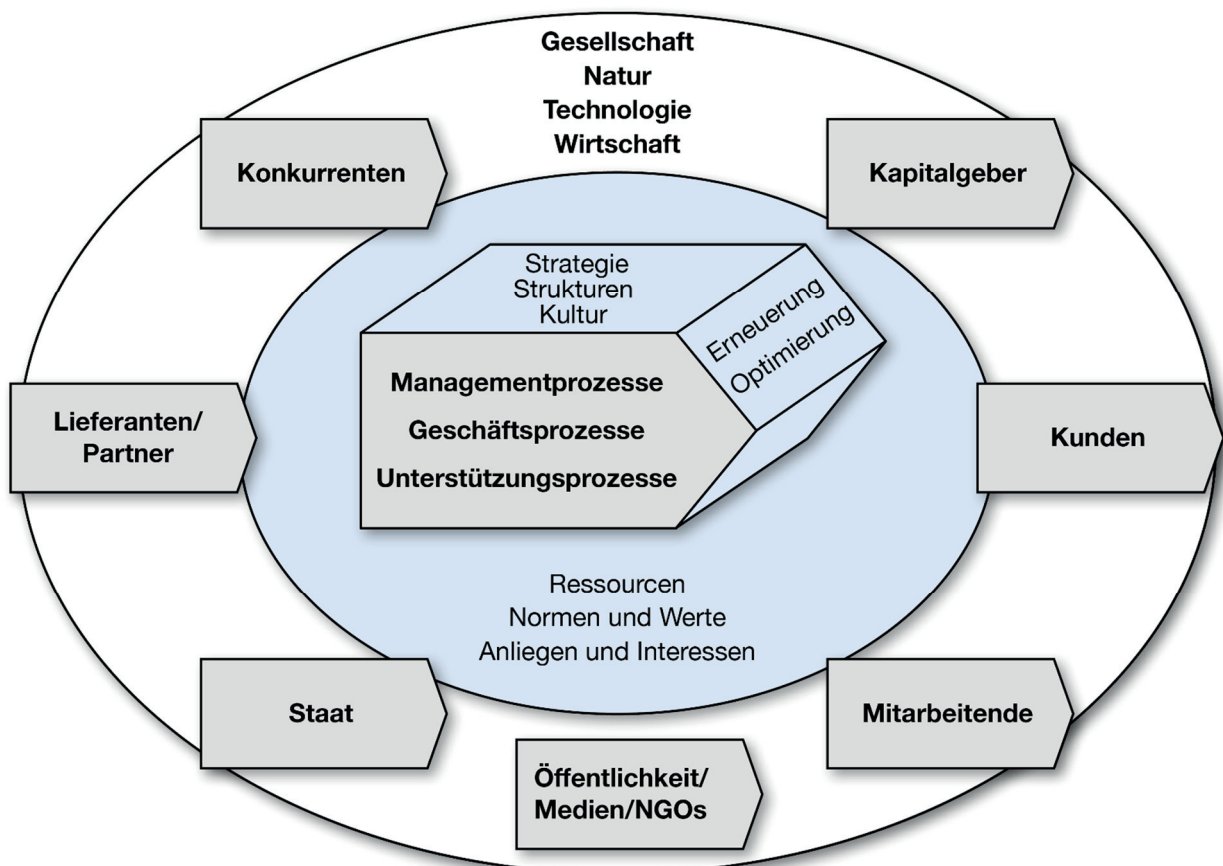 Gesellschaft
Natur
Technologie
Wirtschaft
Konkurrenten
Kapitalgeber
Strategie
Strukturen
Kultur
Erneuerung
Optimierung
Managementprozesse
Geschäftsprozesse
Unterstützungsprozesse
Lieferanten/
Partner
Kunden
Ressourcen
Normen und Werte
Anliegen und Interessen
Staat
Mitarbeitende
Öffentlichkeit/
Medien/NGOs